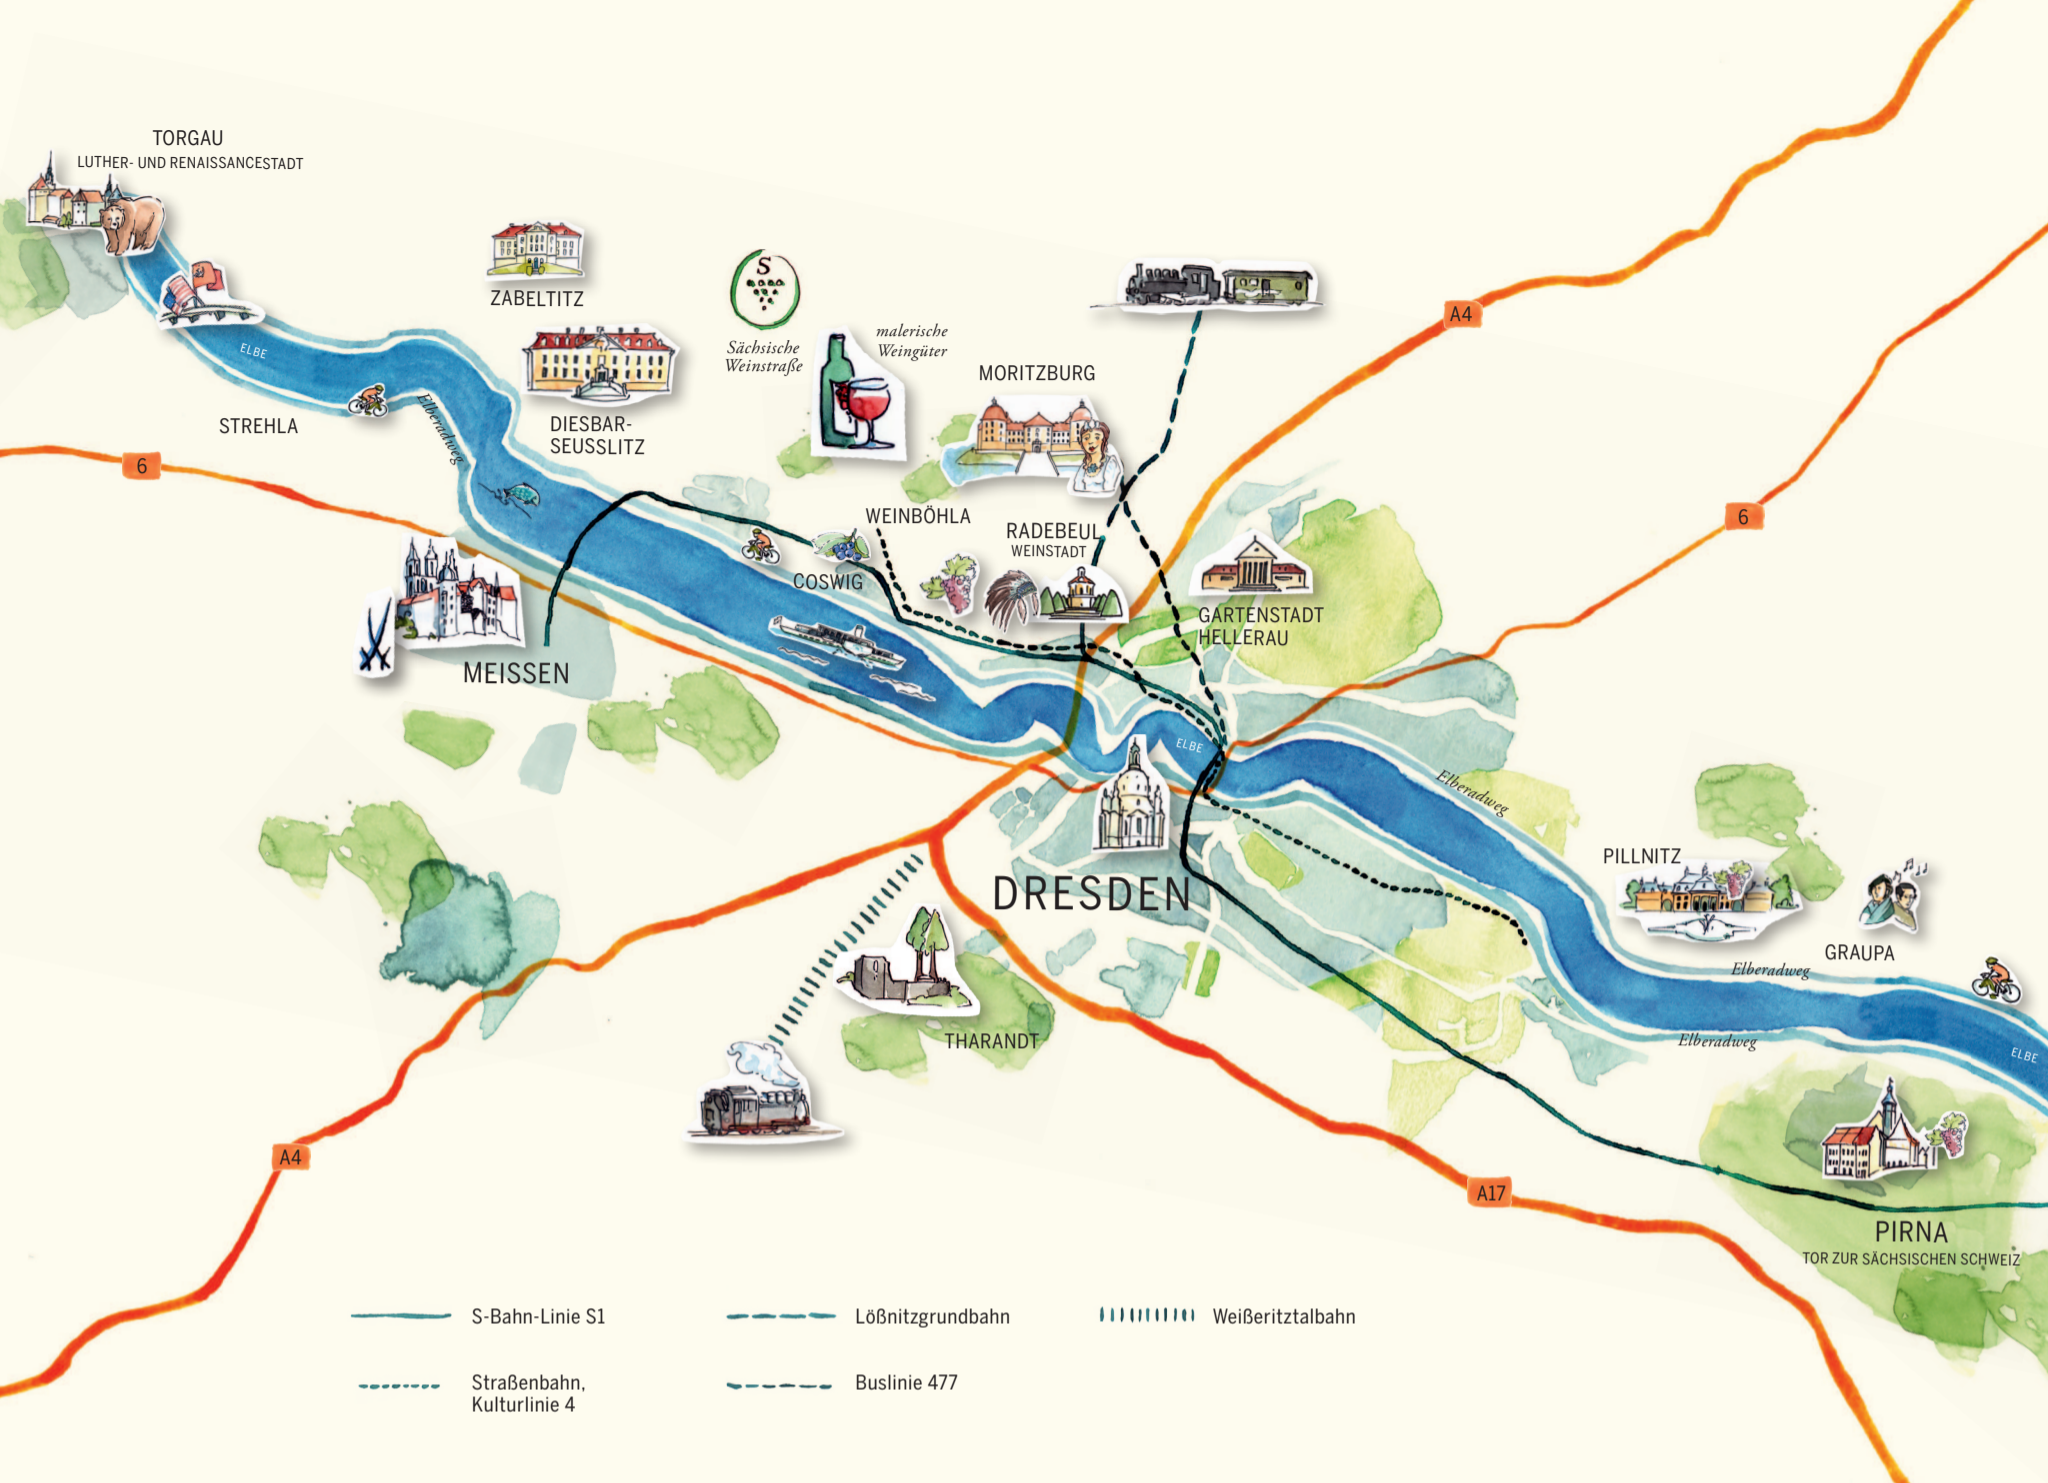 TORGAU
LUTHER- UND RENAISSANCESTADT
ZABELTITZ
S
Sächsische
Weinstraße
malerische
Weingüter
A4
ELBE
STREHLA
Elberadweg
DIESBAR-
SEUSSLITZ
MORITZBURG
6
WEINBÖHLA
RADEBEUL
WEINSTADT
6
COSWIG
GARTENSTADT
HELLERAU
MEISSEN
ELBE
Elberadweg
DRESDEN
PILLNITZ
GRAUPA
Elberadweg
Elberadweg
THARANDT
ELBE
A4
A17
PIRNA
TOR ZUR SÄCHSISCHEN SCHWEIZ
S-Bahn-Linie S1
Lößnitzgrundbahn
Weißeritztalbahn
Straßenbahn,
Kulturlinie 4
Buslinie 477